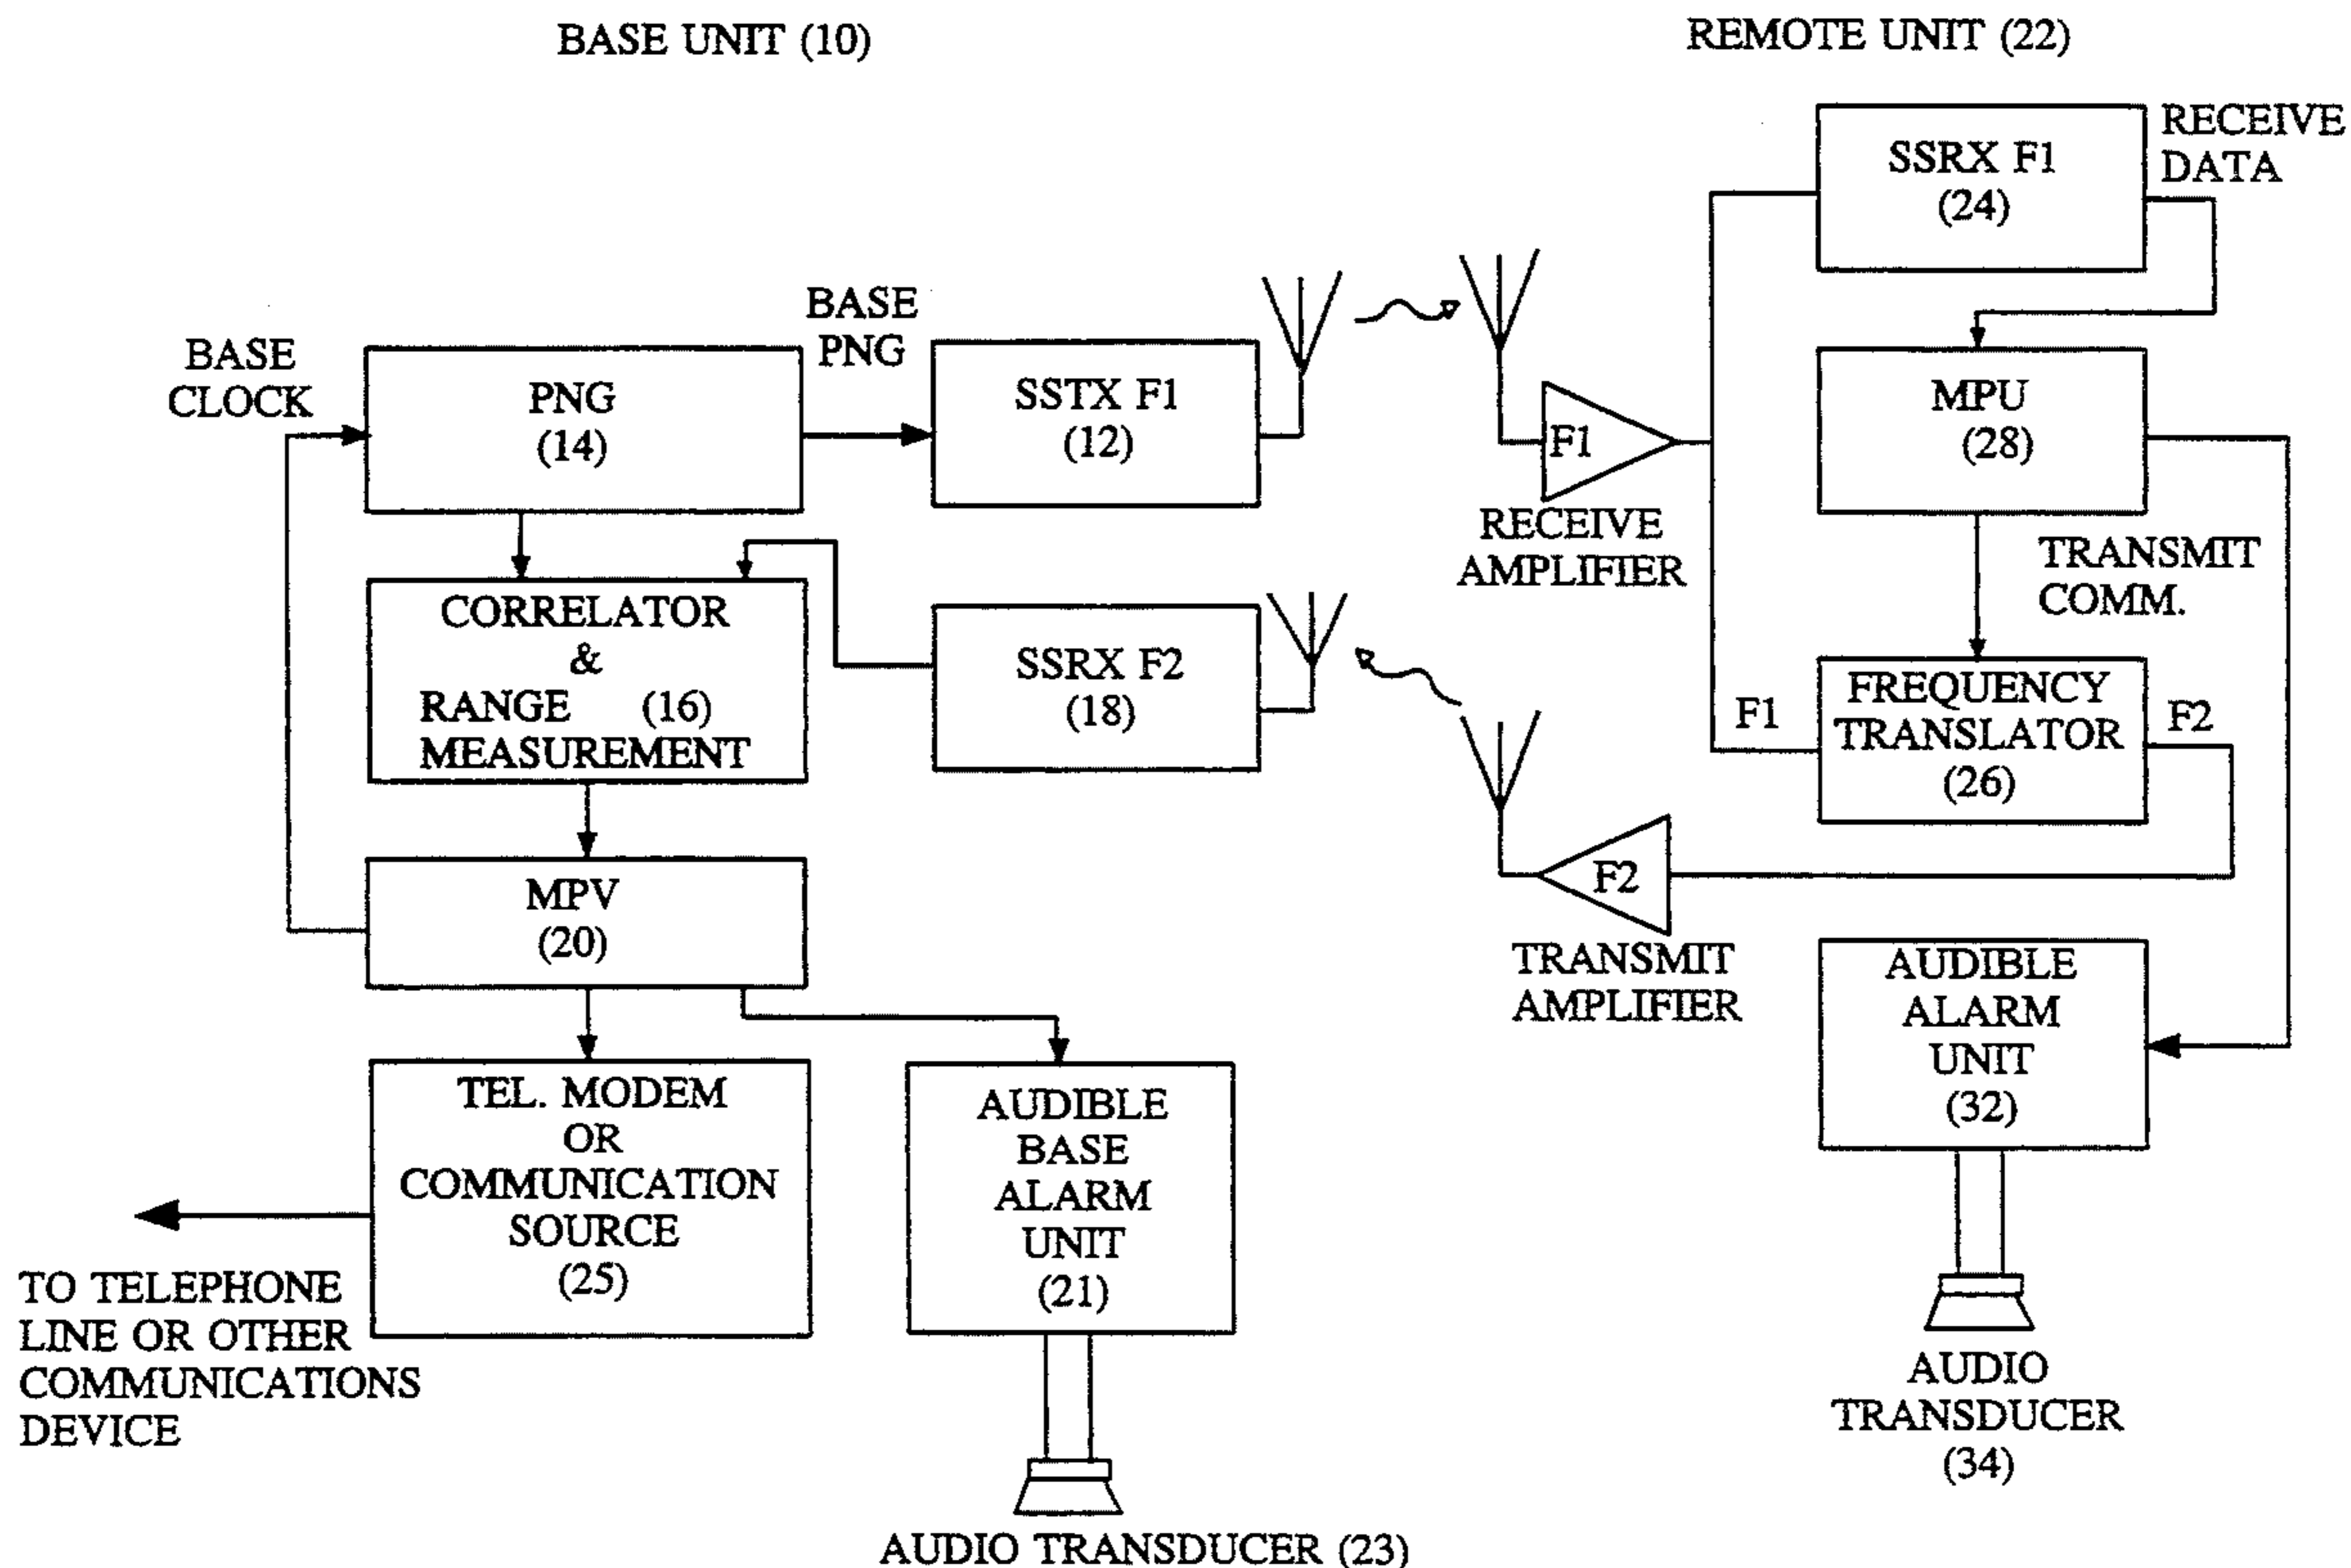 BASE UNIT (10)
REMOTE UNIT (22)
BASE
CLOCK
PNG
(14)
BASE
PNG
SSTX F1
(12)
CORRELATOR
&
RANGE (16)
MEASUREMENT
SSRX F2
(18)
MPV
(20)
TEL. MODEM
OR
COMMUNICATION
SOURCE
(25)
TO TELEPHONE
LINE OR OTHER
COMMUNICATIONS
DEVICE
AUDIBLE
BASE
ALARM
UNIT
(21)
AUDIO TRANSDUCER (23)
F1
RECEIVE
AMPLIFIER
SSRX F1
(24)
RECEIVE
DATA
MPU
(28)
TRANSMIT
COMM.
F1
FREQUENCY
TRANSLATOR
(26)
F2
F2
TRANSMIT
AMPLIFIER
AUDIBLE
ALARM
UNIT
(32)
AUDIO
TRANSDUCER
(34)